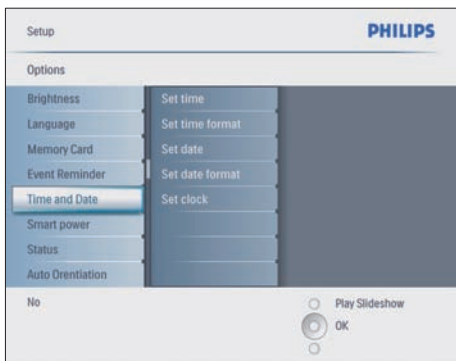 Setup
PHILIPS
Options
Brightness
Set time
Language
Set time format
Memory Card
Set date
Event Reminder
Set date format
Time and Date
Set clock
Smart power
Status
Auto Orentiation
No
Play Slideshow
OK